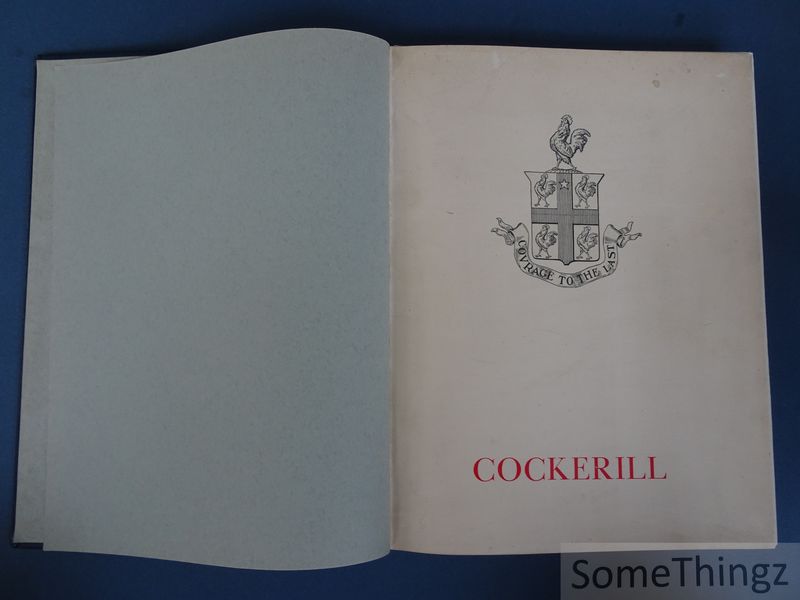 COVRAGE TO THE LAST
COCKERILL
SomeThingz